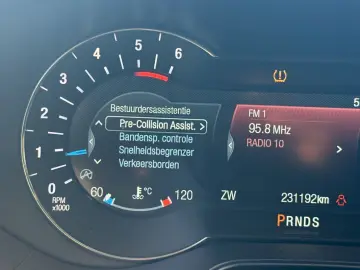 5
6
4
3
2
1
0
RPM
x1000
Bestuurdersassistentie
Pre-Collision Assist.
Bandensp. controle
Snelheidsbegrenzer
Verkeersborden
60 °C 120
FM 1
95.8 MHz
RADIO 10
5
ZW 231192km
PRNDS